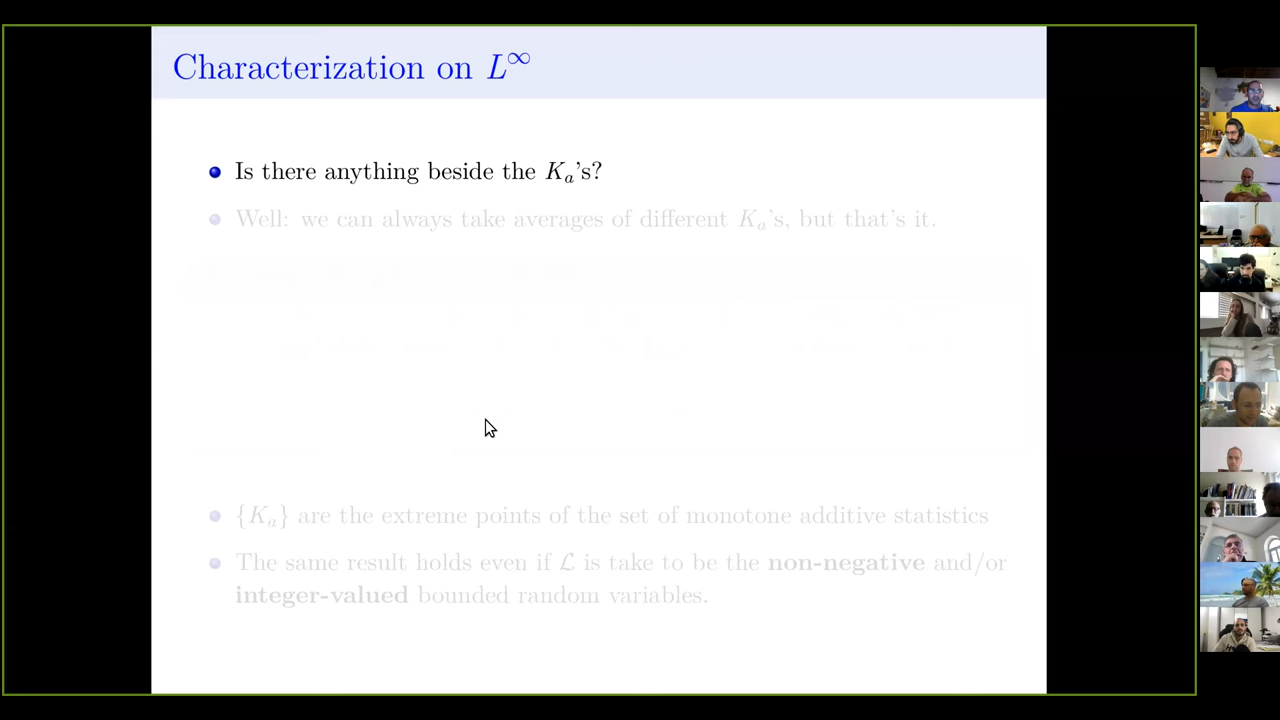 Characterization on L^∞
Is there anything beside the K_a's?
Well: we can always take averages of different K_a's, but that's it.
{K_a} are the extreme points of the set of monotone additive statistics
The same result holds even if ℒ is take to be the non-negative and/or
integer-valued bounded random variables.